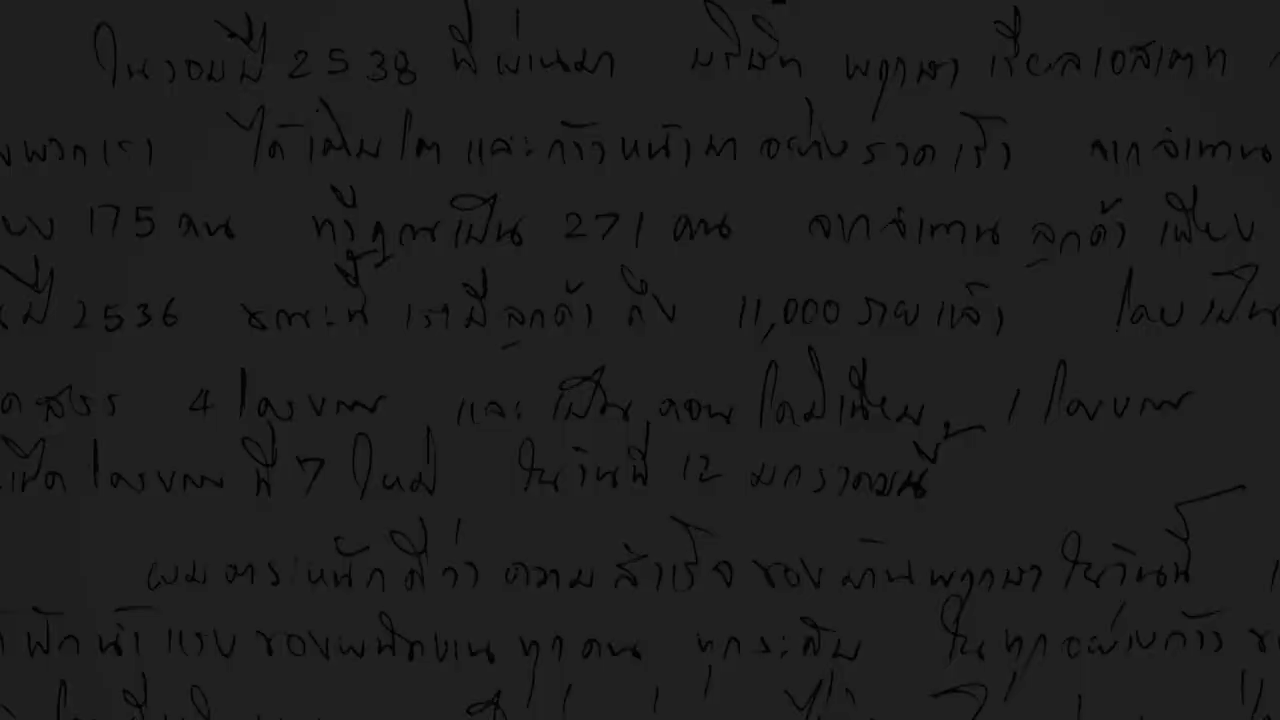 ในรอบปี 2538 ที่ผ่านมา บริษัท พฤกษา เรียลเอสเตท
พวกเรา ได้เติบโตและก้าวหน้ามาอย่างรวดเร็ว จากจำนวน
175 คน ทวีคูณเป็น 271 คน จากจำนวน ลูกค้า เพียง
ปี 2536 ขณะนี้ เรามีลูกค้า ถึง 11,000 รายแล้ว โดยเป็น
4 โครงการ และ เป็น คอนโดมิเนียม 1 โครงการ
เปิด โครงการ ที่ 7 ใหม่ ในวันที่ 12 มกราคมนี้
ผมตระหนักดีว่า ความสำเร็จ ของบ้านพฤกษา ในวันนี้
พักน้ำแรงของพนักงาน ทุกคน ทุกระดับ ในทุกอย่างก้าว